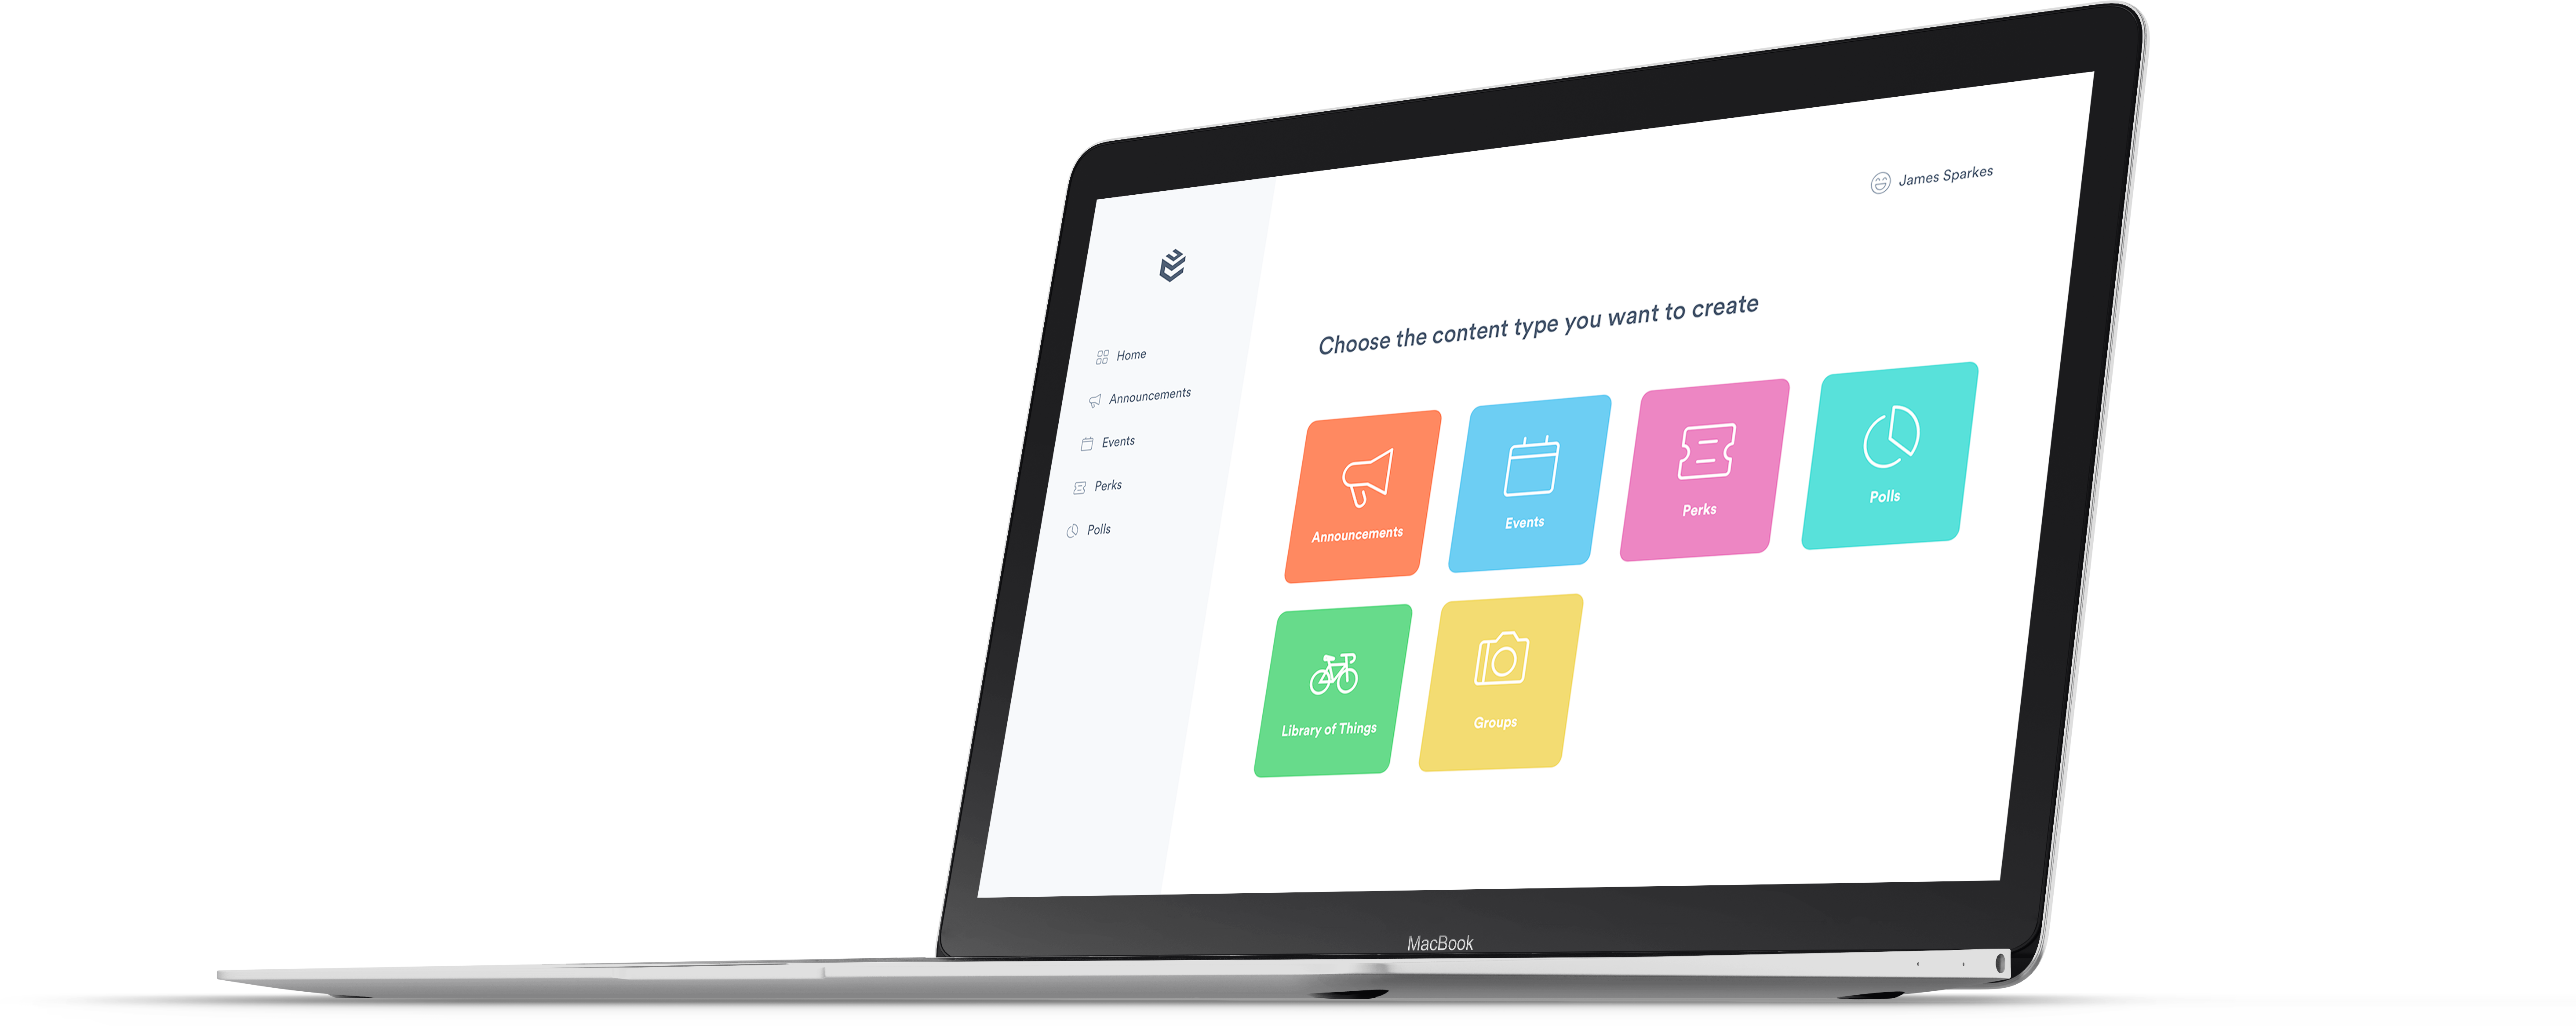 James Sparkes
Home
Announcements
Events
Perks
Polls
Choose the content type you want to create
Announcements
Events
Perks
Polls
Library of Things
Groups
MacBook